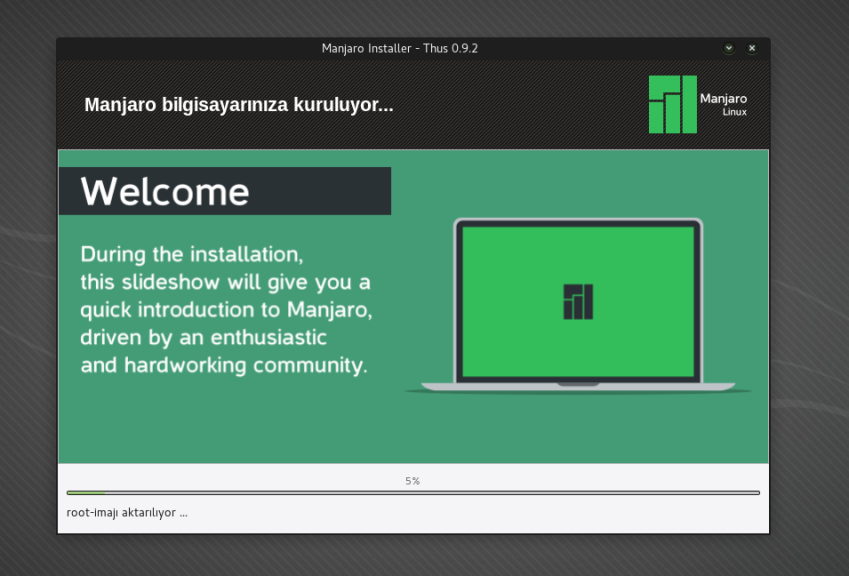 Manjaro Installer - Thus 0.9.2
Manjaro bilgisayarınıza kuruluyor...
Manjaro
Linux
Welcome
During the installation,
this slideshow will give you a
quick introduction to Manjaro,
driven by an enthusiastic
and hardworking community.
5%
root-imajı aktarılıyor ...